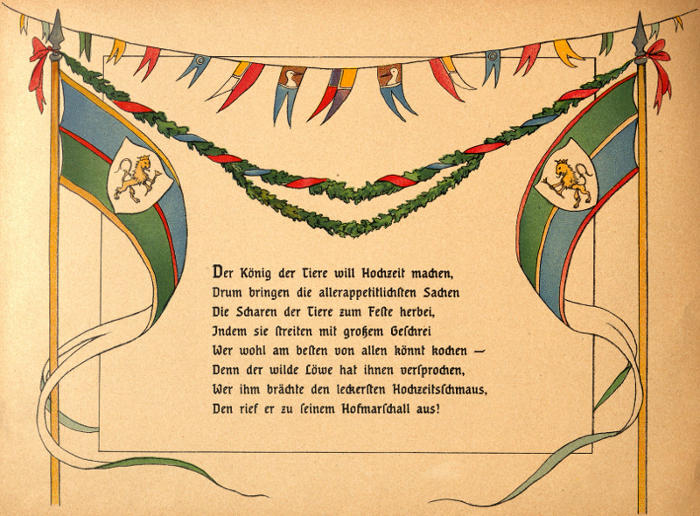 Der König der Tiere will Hochzeit machen,
Drum bringen die allerappetitlichſten Sachen
Die Scharen der Tiere zum Feſte herbei,
Indem sie ſtreiten mit großem Geſchrei
Wer wohl am beſten von allen könnt kochen —
Denn der wilde Löwe hat ihnen verſprochen,
Wer ihm brächte den leckerſten Hochzeitsſchmaus,
Den rief er zu ſeinem Hofmarſchall aus!